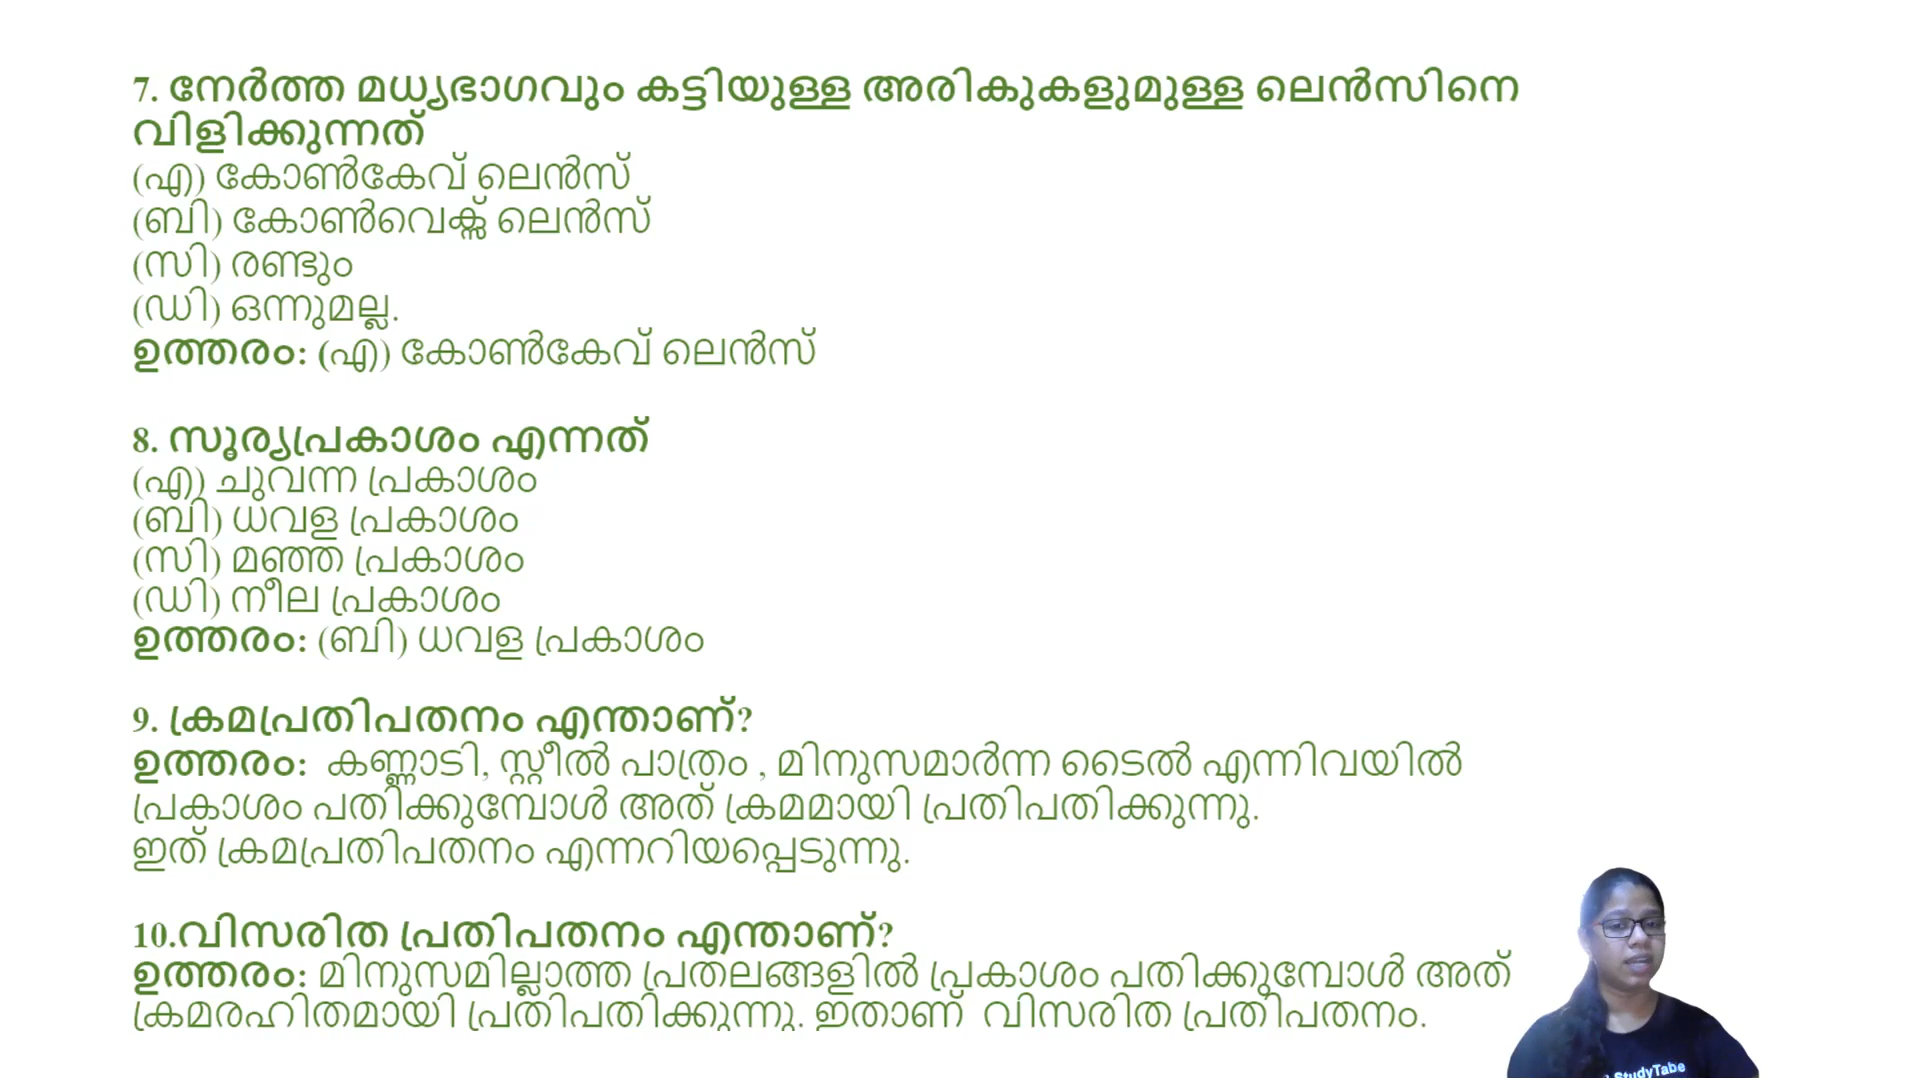 7. നേർത്ത മധ്യഭാഗവും കട്ടിയുള്ള അരികുകളുമുള്ള ലെൻസിനെ
വിളിക്കുന്നത്
(എ) കോൺകേവ് ലെൻസ്
(ബി) കോൺവെക്സ് ലെൻസ്
(സി) രണ്ടും
(ഡി) ഒന്നുമല്ല.
ഉത്തരം: (എ) കോൺകേവ് ലെൻസ്
8. സൂര്യപ്രകാശം എന്നത്
(എ) ചുവന്ന പ്രകാശം
(ബി) ധവള പ്രകാശം
(സി) മഞ്ഞ പ്രകാശം
(ഡി) നീല പ്രകാശം
ഉത്തരം: (ബി) ധവള പ്രകാശം
9. ക്രമപ്രതിപതനം എന്താണ്?
ഉത്തരം: കണ്ണാടി, സ്റ്റീൽ പാത്രം , മിനുസമാർന്ന ടൈൽ എന്നിവയിൽ
പ്രകാശം പതിക്കുമ്പോൾ അത് ക്രമമായി പ്രതിപതിക്കുന്നു.
ഇത് ക്രമപ്രതിപതനം എന്നറിയപ്പെടുന്നു.
10.വിസരിത പ്രതിപതനം എന്താണ്?
ഉത്തരം: മിനുസമില്ലാത്ത പ്രതലങ്ങളിൽ പ്രകാശം പതിക്കുമ്പോൾ അത്
ക്രമരഹിതമായി പ്രതിപതിക്കുന്നു. ഇതാണ് വിസരിത പ്രതിപതനം.
StudyTabe